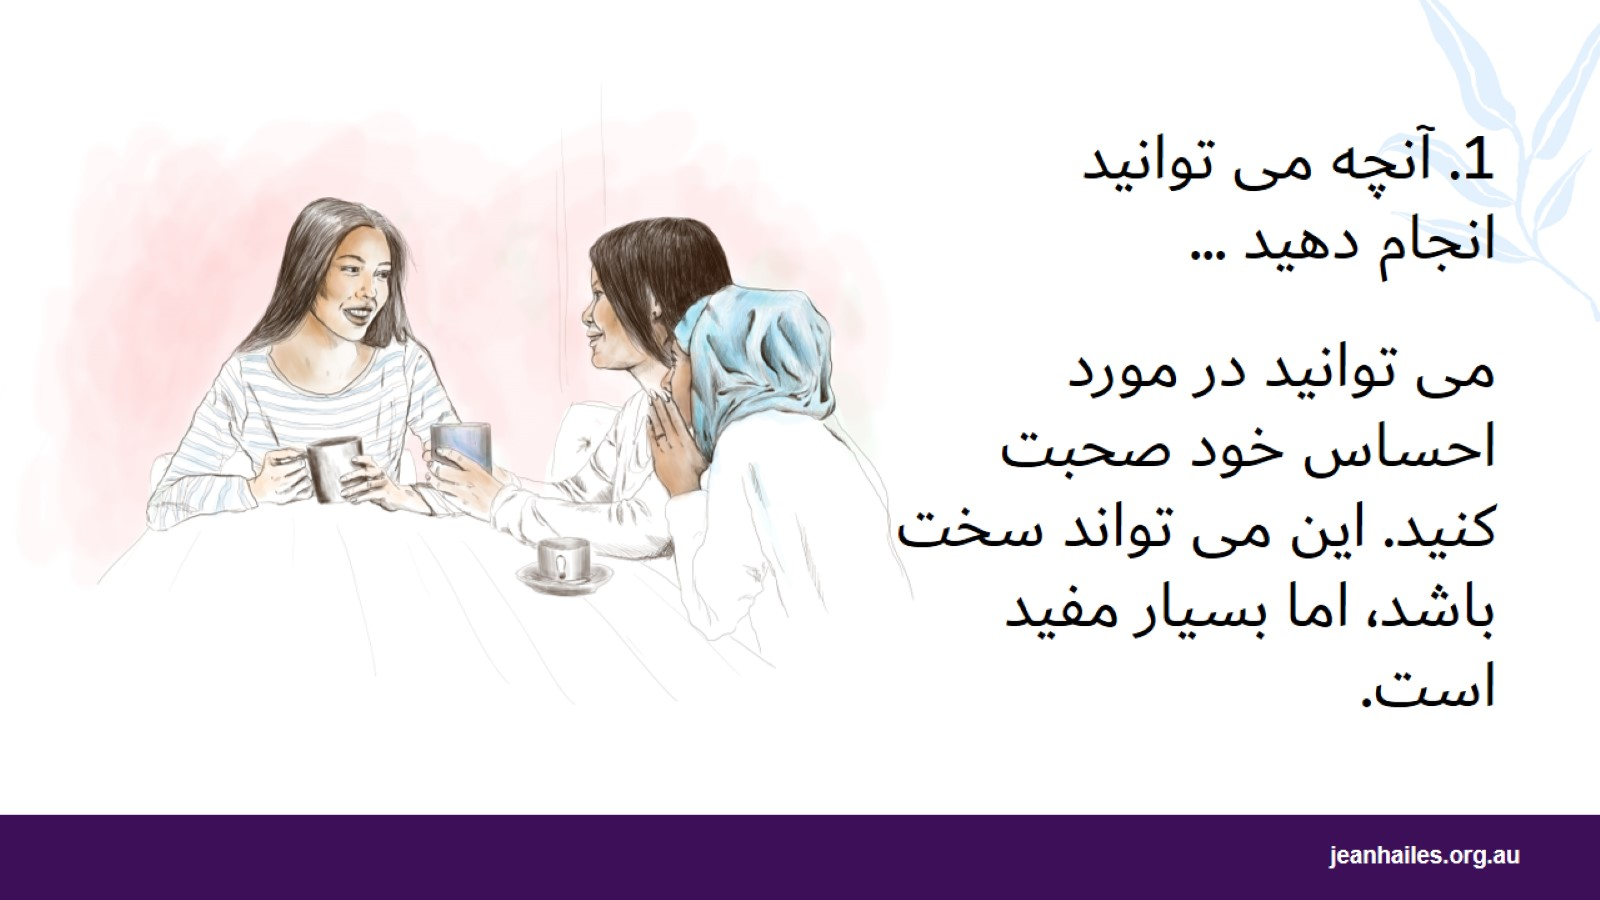 1. آنچه می توانید
انجام دهید ...
می توانید در مورد
احساس خود صحبت
کنید. این می تواند سخت
باشد، اما بسیار مفید
است.
jeanhailes.org.au